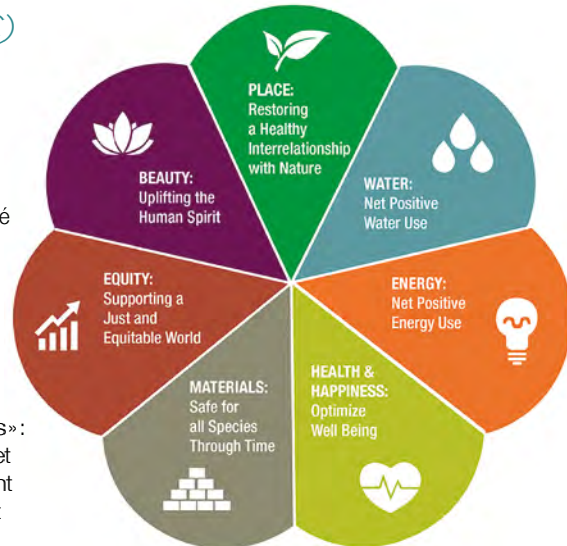 PLACE:
Restoring
a Healthy
Interrelationship
with Nature
WATER:
Net Positive
Water Use
ENERGY:
Net Positive
Energy Use
HEALTH &
HAPPINESS:
Optimize
Well Being
MATERIALS:
Safe for
all Species
Through Time
EQUITY:
Supporting a
Just and
Equitable World
BEAUTY:
Uplifting the
Human Spirit
é
s»:
et
nt